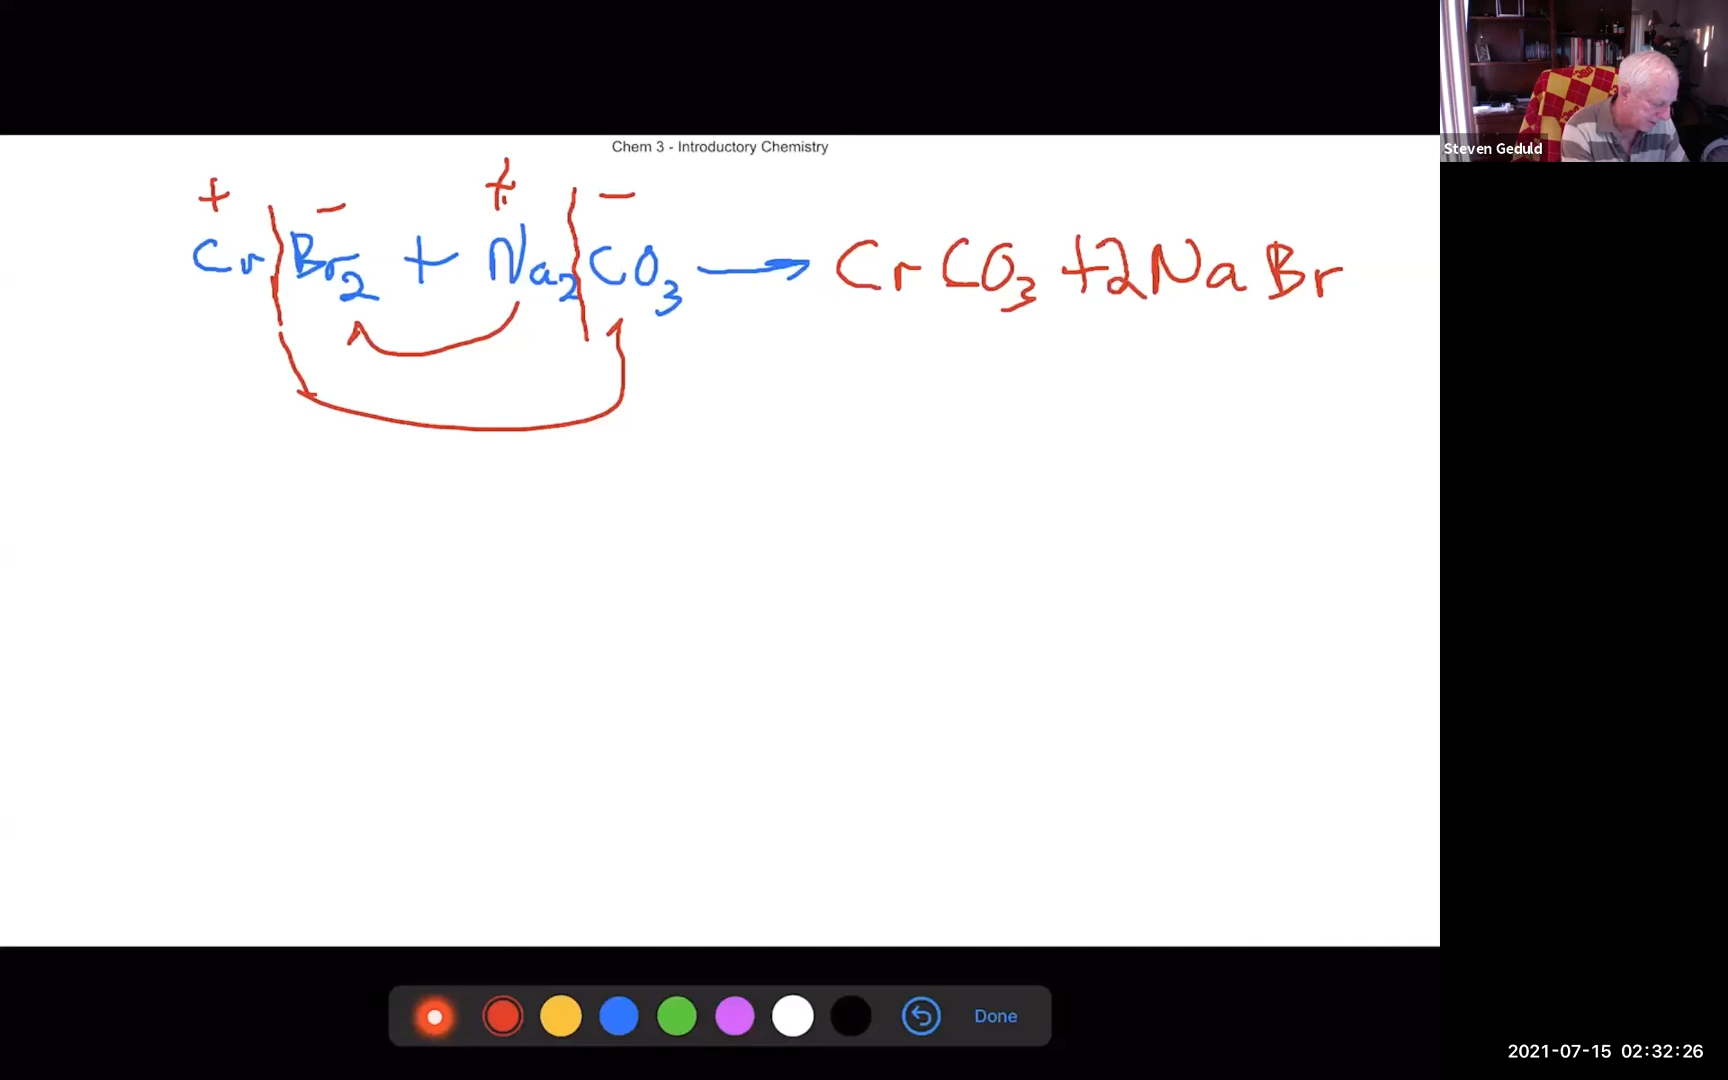 Steven Geduld
Chem 3 - Introductory Chemistry
+ - + -
CrBr₂ + Na₂CO₃ → CrCO₃ + 2NaBr
Done
2021-07-15 02:32:26